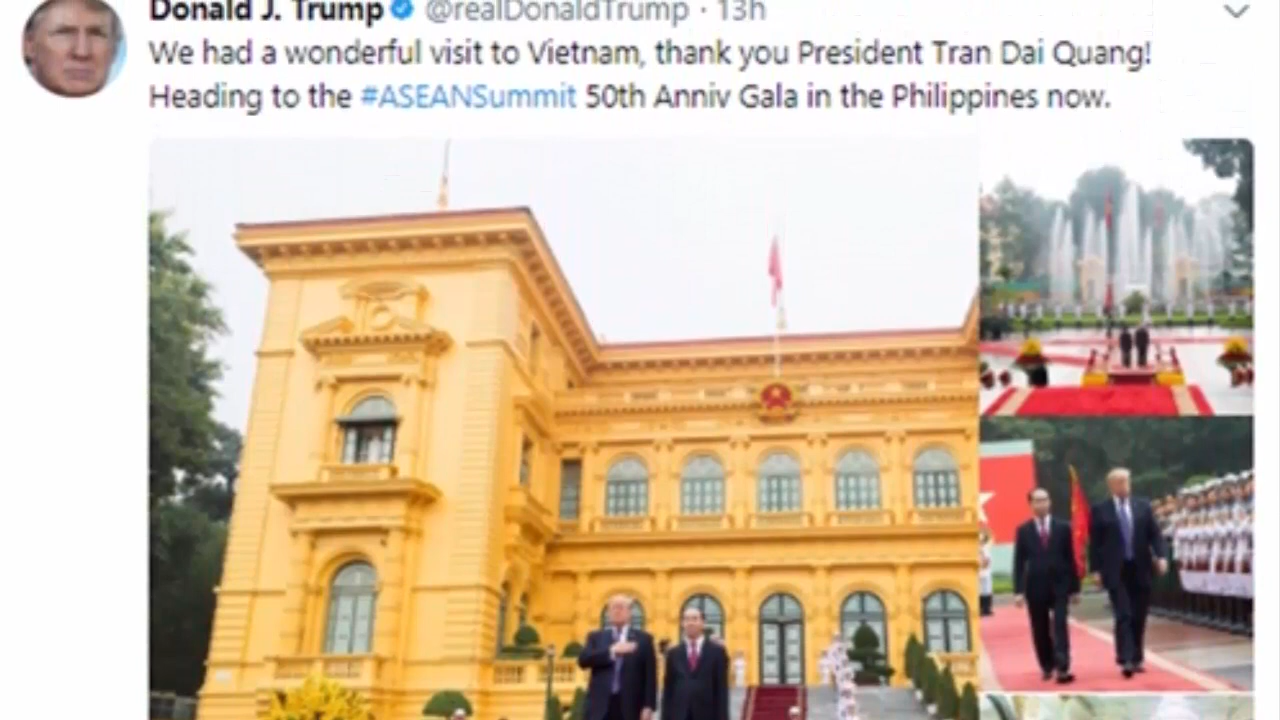 Donald J. Trump @realDonaldTrump · 13h
We had a wonderful visit to Vietnam, thank you President Tran Dai Quang!
Heading to the #ASEANSummit 50th Anniv Gala in the Philippines now.